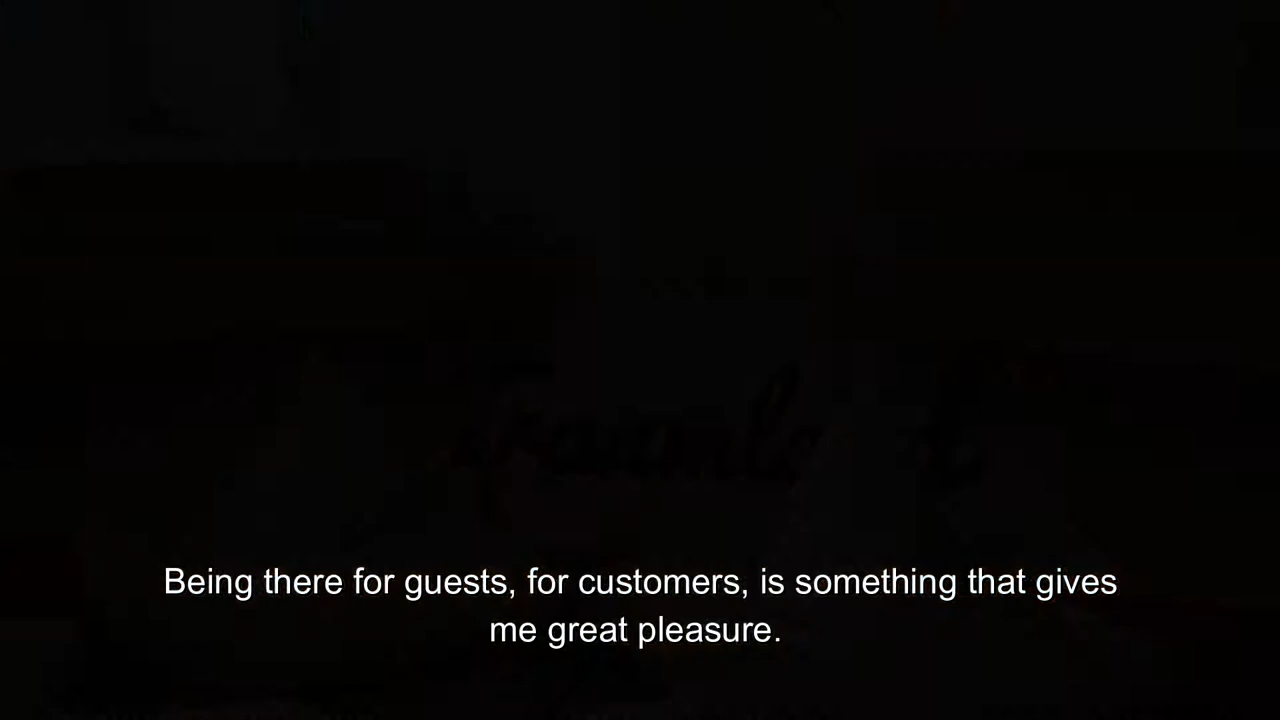 Being there for guests, for customers, is something that gives
me great pleasure.